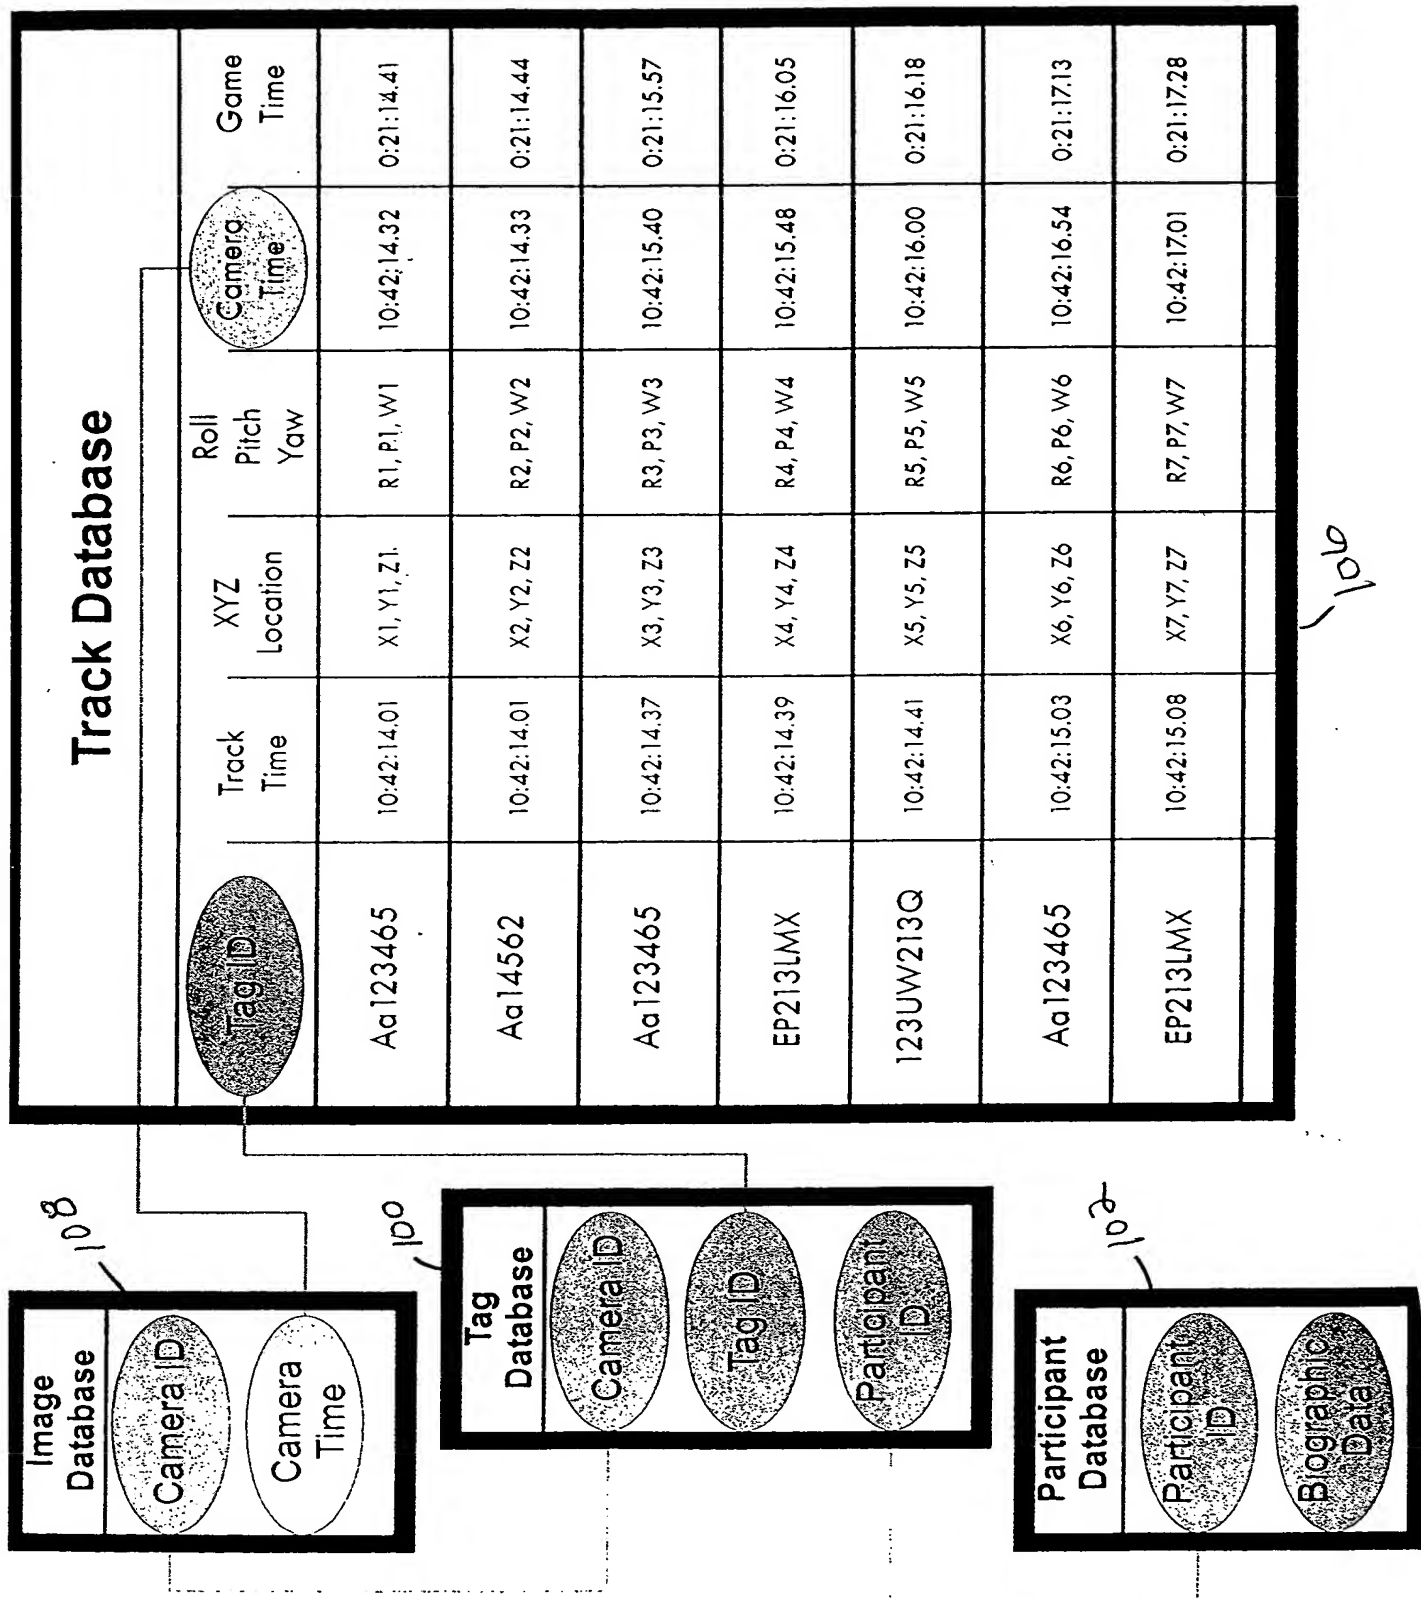 Track Database
Tag ID
Track Time
XYZ Location
Roll Pitch Yaw
Camera Time
Game Time
Aa123465 10:42:14.01 X1, Y1, Z1 R1, P1, W1 10:42:14.32 0:21:14.41
Aa14562 10:42:14.01 X2, Y2, Z2 R2, P2, W2 10:42:14.33 0:21:14.44
Aa123465 10:42:14.37 X3, Y3, Z3 R3, P3, W3 10:42:15.40 0:21:15.57
EP213LMX 10:42:14.39 X4, Y4, Z4 R4, P4, W4 10:42:15.48 0:21:16.05
123UW213Q 10:42:14.41 X5, Y5, Z5 R5, P5, W5 10:42:16.00 0:21:16.18
Aa123465 10:42:15.03 X6, Y6, Z6 R6, P6, W6 10:42:16.54 0:21:17.13
EP213LMX 10:42:15.08 X7, Y7, Z7 R7, P7, W7 10:42:17.01 0:21:17.28
106
Image
Database
Camera ID
Camera
Time
108
Tag
Database
Camera ID
Tag ID
Participant
ID
100
Participant
Database
Participant
ID
Biographic
Data
102